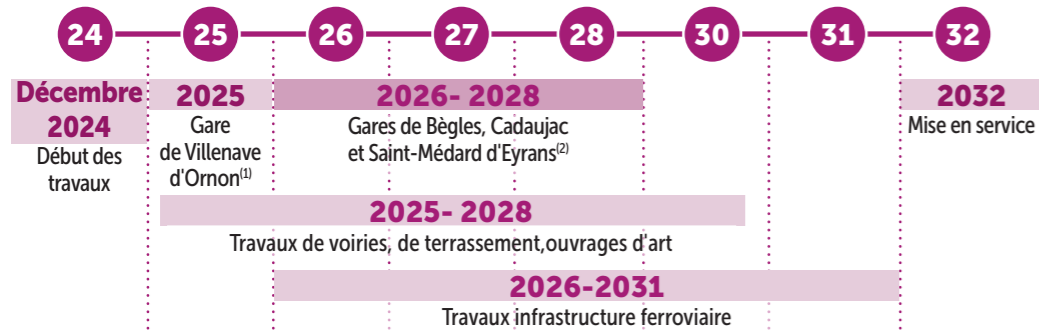 24 25 26 27 28 30 31 32
Décembre
2024
Début des
travaux
2025
Gare
de Villenave
d'Ornon(1)
2026- 2028
Gares de Bègles, Cadaujac
et Saint-Médard d'Eyrans(2)
2032
Mise en service
2025- 2028
Travaux de voiries, de terrassement,ouvrages d'art
2026-2031
Travaux infrastructure ferroviaire